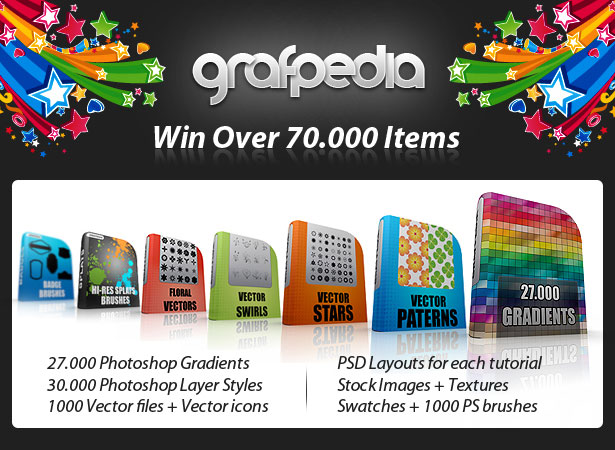 grafpedia
Win Over 70.000 Items
BADGE
BRUSHES
HI-RES SPLATS
BRUSHES
FLORAL
VECTORS
VECTOR
SWIRLS
VECTOR
STARS
VECTOR
PATERNS
27.000
GRADIENTS
27.000 Photoshop Gradients
30.000 Photoshop Layer Styles
1000 Vector files + Vector icons
PSD Layouts for each tutorial
Stock Images + Textures
Swatches + 1000 PS brushes